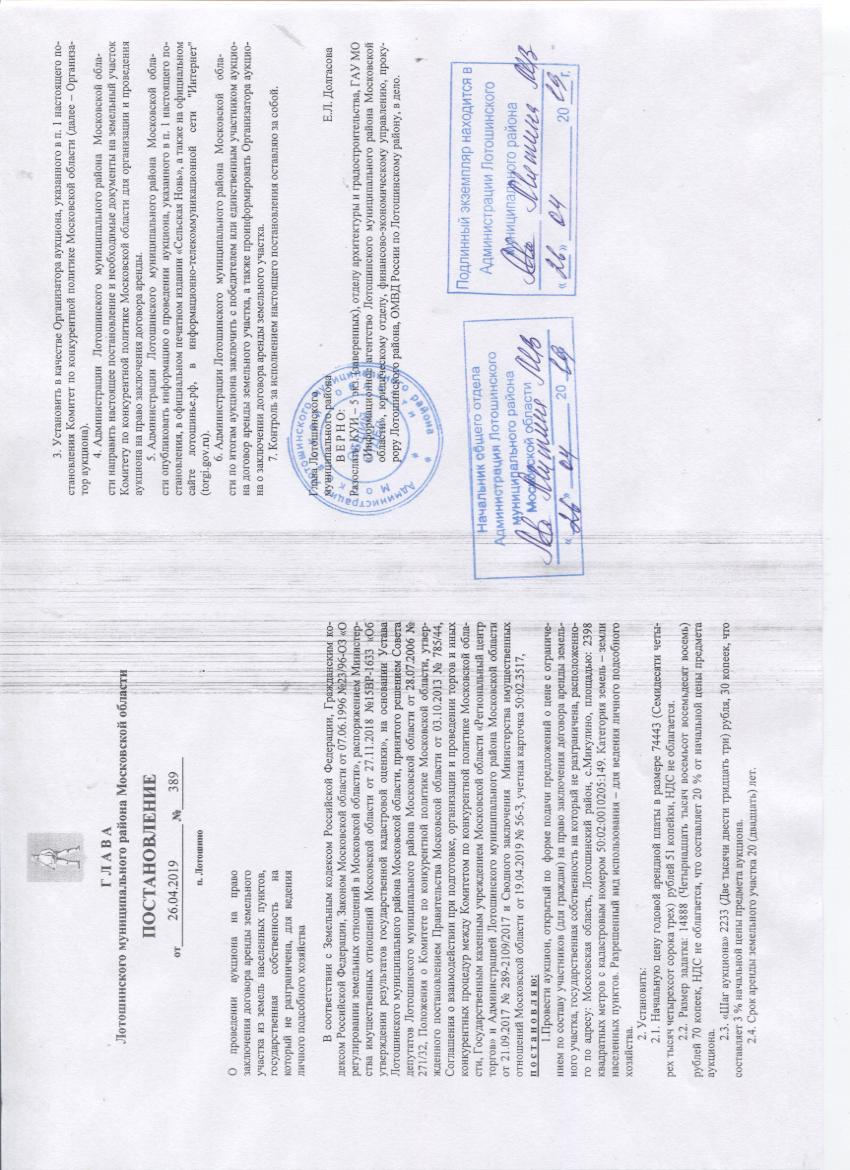 Г Л А В А
Лотошинского муниципального района Московской области
ПОСТАНОВЛЕНИЕ
от 26.04.2019 № 389
п. Лотошино
О проведении аукциона на право
заключения договора аренды земельного
участка из земель населенных пунктов,
государственная собственность на
который не разграничена, для ведения
личного подсобного хозяйства
В соответствии с Земельным кодексом Российской Федерации, Гражданским ко-
дексом Российской Федерации, Законом Московской области от 07.06.1996 №23/96-ОЗ «О
регулировании земельных отношений в Московской области», распоряжением Министер-
ства имущественных отношений Московской области от 27.11.2018 №15ВР-1633 «Об
утверждении результатов государственной кадастровой оценки», на основании Устава
Лотошинского муниципального района Московской области, принятого решением Совета
депутатов Лотошинского муниципального района Московской области от 28.07.2006 №
271/32, Положения о Комитете по конкурентной политике Московской области, утвер-
жденного постановлением Правительства Московской области от 03.10.2013 № 785/44,
Соглашения о взаимодействии при подготовке, организации и проведении торгов и иных
конкурентных процедур между Комитетом по конкурентной политике Московской обла-
сти, Государственным казенным учреждением Московской области «Региональный центр
торгов» и Администрацией Лотошинского муниципального района Московской области
от 21.09.2017 № 289-2109/2017 и Сводного заключения Министерства имущественных
отношений Московской области от 19.04.2019 № 56-З, учетная карточка 50:02.3517,
п о с т а н о в л я ю :
1.Провести аукцион, открытый по форме подачи предложений о цене с ограниче-
нием по составу участников (для граждан) на право заключения договора аренды земель-
ного участка, государственная собственность на который не разграничена, расположенно-
го по адресу: Московская область, Лотошинский район, с.Микулино, площадью: 2398
квадратных метров с кадастровым номером 50:02:0010205:149. Категория земель – земли
населенных пунктов. Разрешенный вид использования – для ведения личного подсобного
хозяйства.
2. Установить:
2.1. Начальную цену годовой арендной платы в размере 74443 (Семидесяти четы-
рех тысяч четырехсот сорока трех) рублей 51 копейки, НДС не облагается.
2.2. Размер задатка: 14888 (Четырнадцать тысяч восемьсот восемьдесят восемь)
рублей 70 копеек, НДС не облагается, что составляет 20 % от начальной цены предмета
аукциона.
2.3. «Шаг аукциона» 2233 (Две тысячи двести тридцать три) рубля, 30 копеек, что
составляет 3 % начальной цены предмета аукциона.
2.4. Срок аренды земельного участка 20 (двадцать) лет.
3. Установить в качестве Организатора аукциона, указанного в п. 1 настоящего по-
становления Комитет по конкурентной политике Московской области (далее – Организа-
тор аукциона).
4. Администрации Лотошинского муниципального района Московской обла-
сти направить настоящее постановление и необходимые документы на земельный участок
Комитету по конкурентной политике Московской области для организации и проведения
аукциона на право заключения договора аренды.
5. Администрации Лотошинского муниципального района Московской обла-
сти опубликовать информацию о проведении аукциона, указанного в п. 1 настоящего по-
становления, в официальном печатном издании «Сельская Новь», а также на официальном
сайте лотошинье.рф, в информационно-телекоммуникационной сети "Интернет"
(torgi.gov.ru).
6. Администрации Лотошинского муниципального района Московской обла-
сти по итогам аукциона заключить с победителем или единственным участником аукцио-
на договор аренды земельного участка, а также проинформировать Организатора аукцио-
на о заключении договора аренды земельного участка.
7. Контроль за исполнением настоящего постановления оставляю за собой.
Глава Лотошинского
муниципального района Е.Л. Долгасова
В Е Р Н О :
Разослать: КУИ – 5 экз. (заверенных), отделу архитектуры и градостроительства, ГАУ МО
«Информационное агентство Лотошинского муниципального района Московской
области», юридическому отделу, финансово-экономическому управлению, проку-
рору Лотошинского района, ОМВД России по Лотошинскому району, в дело.
Начальник общего отдела
Администрации Лотошинского
муниципального района
Московской области
« 26 » 04 20 19
Подлинный экземпляр находится в
Администрации Лотошинского
муниципального района
« 26 » 04 20 19 г.